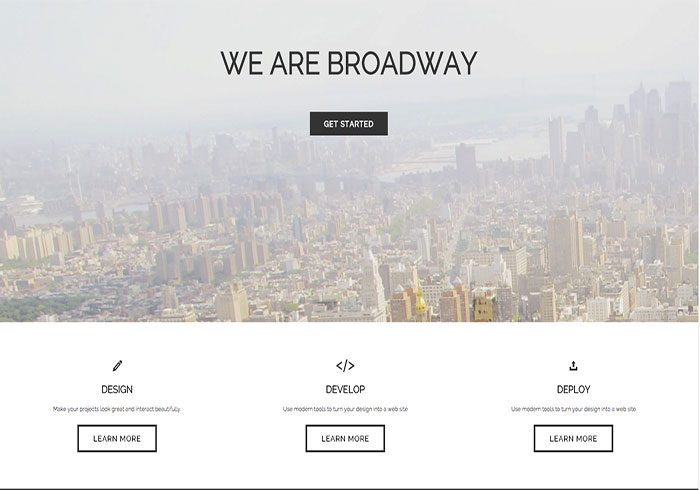 WE ARE BROADWAY
GET STARTED
DESIGN
Make your projects look great and interact beautifully.
LEARN MORE
</>
DEVELOP
Use modern tools to turn your design into a web site
LEARN MORE
DEPLOY
Use modern tools to turn your design into a web site
LEARN MORE